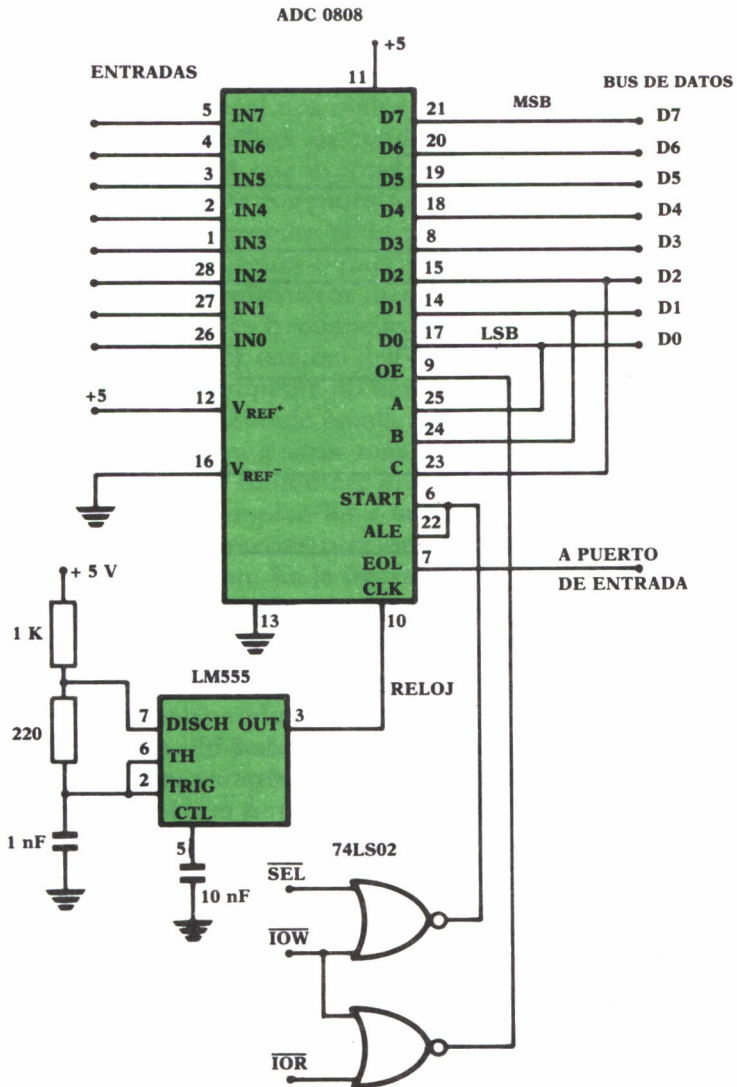 ADC 0808
+5
ENTRADAS
11
BUS DE DATOS
5 IN7 D7 21 MSB D7
4 IN6 D6 20 D6
3 IN5 D5 19 D5
2 IN4 D4 18 D4
1 IN3 D3 8 D3
28 IN2 D2 15 D2
27 IN1 D1 14 D1
26 IN0 D0 17 LSB D0
OE 9
+5 12 VREF+ A 25
B 24
16 VREF- C 23
START 6
ALE 22
EOL 7 A PUERTO
DE ENTRADA
CLK
+ 5 V
13 10
1 K
LM555
RELOJ
7 DISCH OUT 3
220
6 TH
2 TRIG
CTL
1 nF
5
10 nF
74LS02
SEL
IOW
IOR